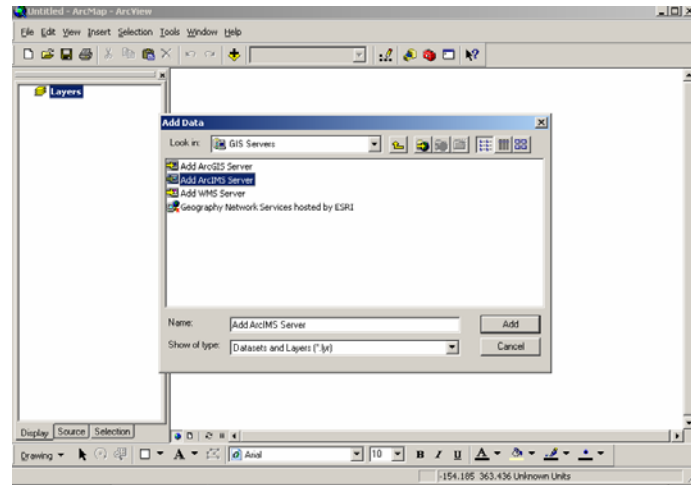 Untitled - ArcMap - ArcView
File Edit View Insert Selection Tools Window Help
Layers
Add Data
Look in: GIS Servers
Add ArcGIS Server
Add ArcIMS Server
Add WMS Server
Geography Network Services hosted by ESRI
Name: Add ArcIMS Server Add
Show of type: Datasets and Layers (*.lyr) Cancel
Display Source Selection
Drawing A Arial 10 B I U A
-154.185 363.436 Unknown Units